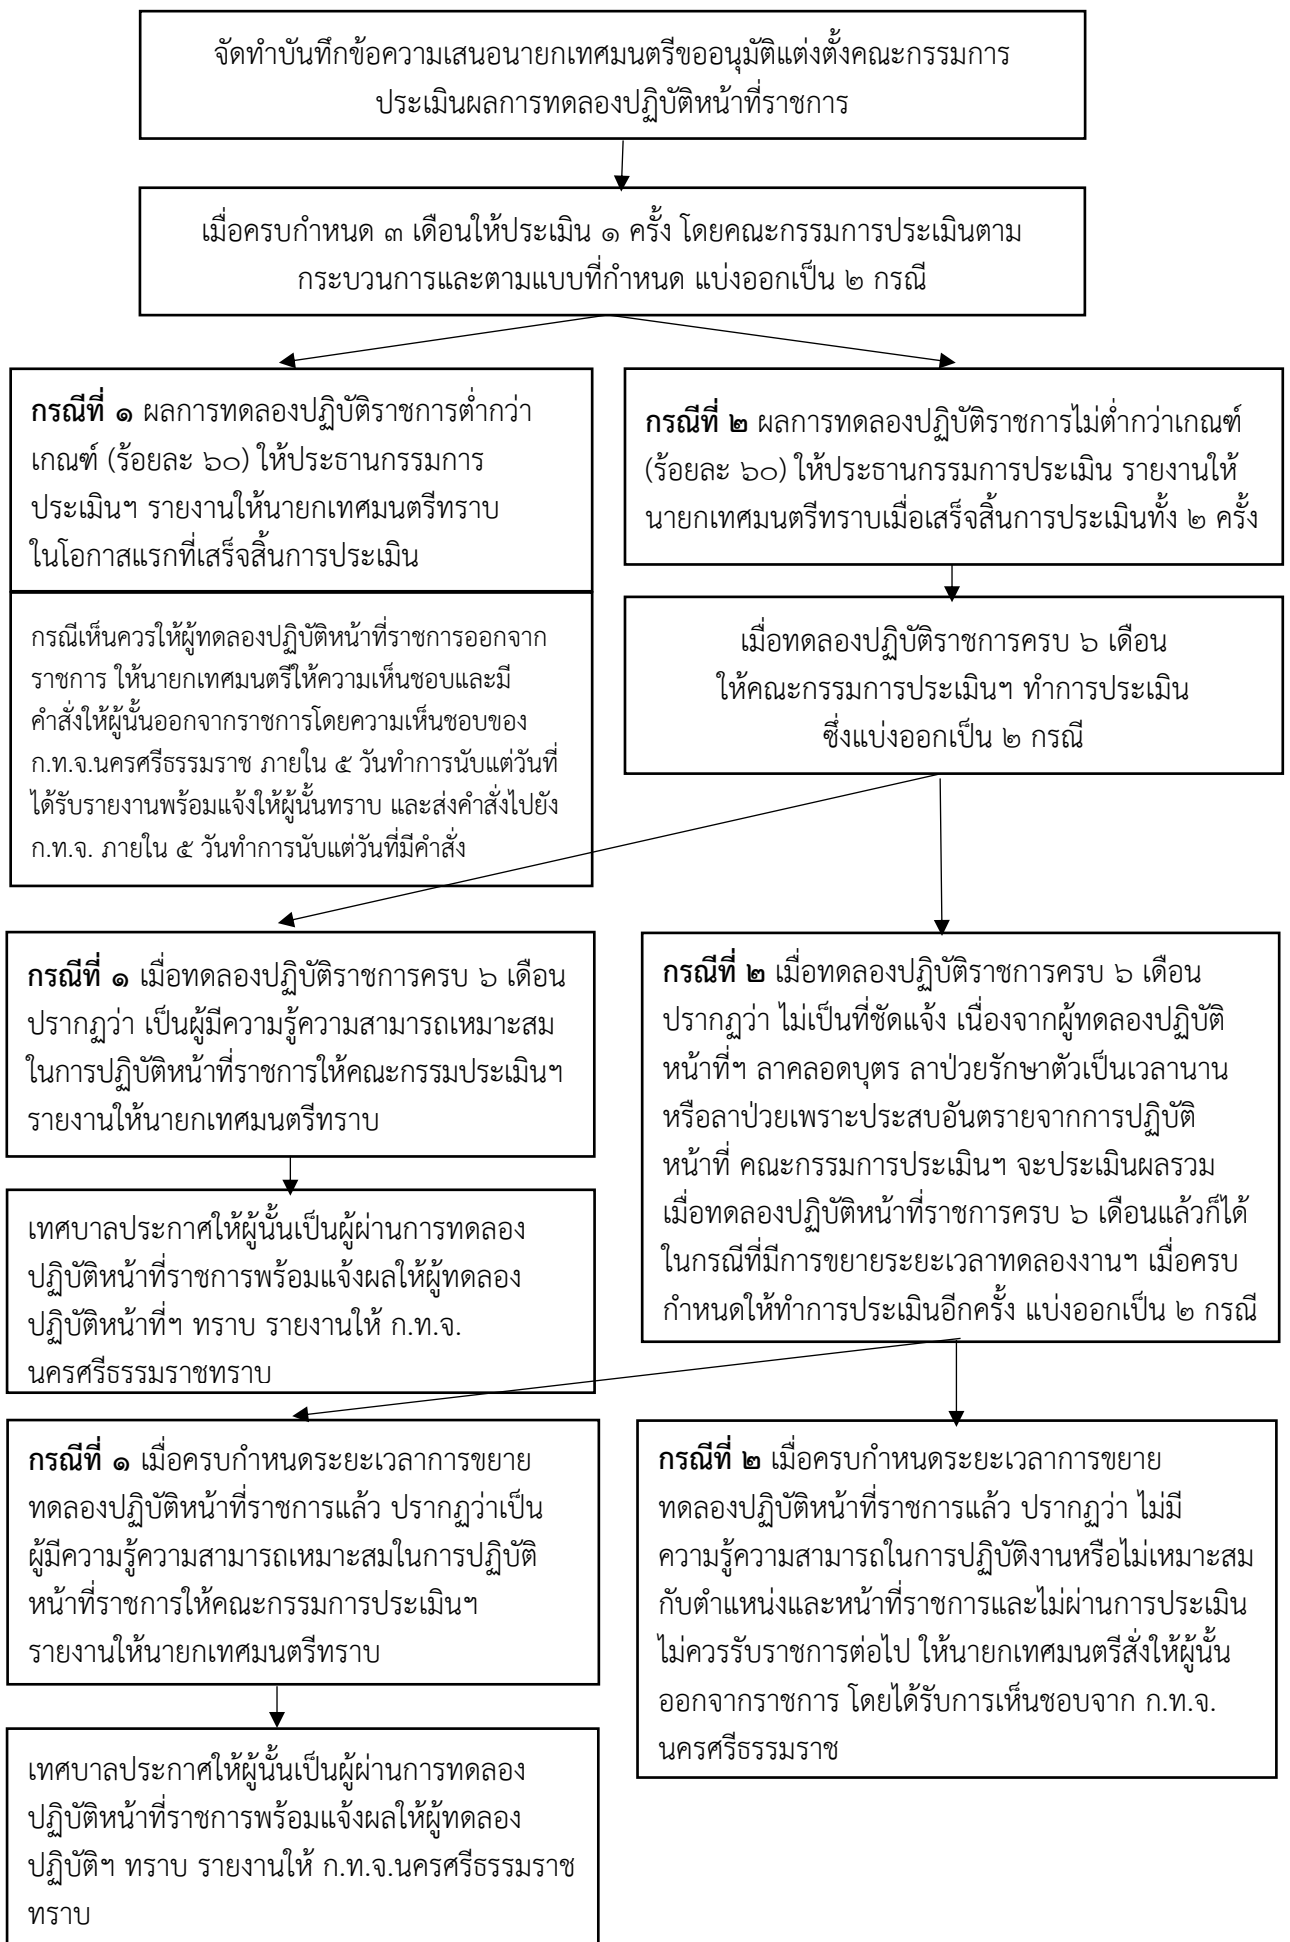 จัดทำบันทึกข้อความเสนอนายกเทศมนตรีขออนุมัติแต่งตั้งคณะกรรมการ
ประเมินผลการทดลองปฏิบัติหน้าที่ราชการ
เมื่อครบกำหนด ๓ เดือนให้ประเมิน ๑ ครั้ง โดยคณะกรรมการประเมินตาม
กระบวนการและตามแบบที่กำหนด แบ่งออกเป็น ๒ กรณี
กรณีที่ ๑ ผลการทดลองปฏิบัติราชการต่ำกว่า
เกณฑ์ (ร้อยละ ๖๐) ให้ประธานกรรมการ
ประเมินฯ รายงานให้นายกเทศมนตรีทราบ
ในโอกาสแรกที่เสร็จสิ้นการประเมิน
กรณีเห็นควรให้ผู้ทดลองปฏิบัติหน้าที่ราชการออกจาก
ราชการ ให้นายกเทศมนตรีให้ความเห็นชอบและมี
คำสั่งให้ผู้นั้นออกจากราชการโดยความเห็นชอบของ
ก.ท.จ.นครศรีธรรมราช ภายใน ๕ วันทำการนับแต่วันที่
ได้รับรายงานพร้อมแจ้งให้ผู้นั้นทราบ และส่งคำสั่งไปยัง
ก.ท.จ. ภายใน ๕ วันทำการนับแต่วันที่มีคำสั่ง
กรณีที่ ๒ ผลการทดลองปฏิบัติราชการไม่ต่ำกว่าเกณฑ์
(ร้อยละ ๖๐) ให้ประธานกรรมการประเมิน รายงานให้
นายกเทศมนตรีทราบเมื่อเสร็จสิ้นการประเมินทั้ง ๒ ครั้ง
เมื่อทดลองปฏิบัติราชการครบ ๖ เดือน
ให้คณะกรรมการประเมินฯ ทำการประเมิน
ซึ่งแบ่งออกเป็น ๒ กรณี
กรณีที่ ๑ เมื่อทดลองปฏิบัติราชการครบ ๖ เดือน
ปรากฏว่า เป็นผู้มีความรู้ความสามารถเหมาะสม
ในการปฏิบัติหน้าที่ราชการให้คณะกรรมประเมินฯ
รายงานให้นายกเทศมนตรีทราบ
เทศบาลประกาศให้ผู้นั้นเป็นผู้ผ่านการทดลอง
ปฏิบัติหน้าที่ราชการพร้อมแจ้งผลให้ผู้ทดลอง
ปฏิบัติหน้าที่ฯ ทราบ รายงานให้ ก.ท.จ.
นครศรีธรรมราชทราบ
กรณีที่ ๒ เมื่อทดลองปฏิบัติราชการครบ ๖ เดือน
ปรากฏว่า ไม่เป็นที่ชัดแจ้ง เนื่องจากผู้ทดลองปฏิบัติ
หน้าที่ฯ ลาคลอดบุตร ลาป่วยรักษาตัวเป็นเวลานาน
หรือลาป่วยเพราะประสบอันตรายจากการปฏิบัติ
หน้าที่ คณะกรรมการประเมินฯ จะประเมินผลรวม
เมื่อทดลองปฏิบัติหน้าที่ราชการครบ ๖ เดือนแล้วก็ได้
ในกรณีที่มีการขยายระยะเวลาทดลองงานฯ เมื่อครบ
กำหนดให้ทำการประเมินอีกครั้ง แบ่งออกเป็น ๒ กรณี
กรณีที่ ๑ เมื่อครบกำหนดระยะเวลาการขยาย
ทดลองปฏิบัติหน้าที่ราชการแล้ว ปรากฏว่าเป็น
ผู้มีความรู้ความสามารถเหมาะสมในการปฏิบัติ
หน้าที่ราชการให้คณะกรรมการประเมินฯ
รายงานให้นายกเทศมนตรีทราบ
เทศบาลประกาศให้ผู้นั้นเป็นผู้ผ่านการทดลอง
ปฏิบัติหน้าที่ราชการพร้อมแจ้งผลให้ผู้ทดลอง
ปฏิบัติฯ ทราบ รายงานให้ ก.ท.จ.นครศรีธรรมราช
ทราบ
กรณีที่ ๒ เมื่อครบกำหนดระยะเวลาการขยาย
ทดลองปฏิบัติหน้าที่ราชการแล้ว ปรากฏว่า ไม่มี
ความรู้ความสามารถในการปฏิบัติงานหรือไม่เหมาะสม
กับตำแหน่งและหน้าที่ราชการและไม่ผ่านการประเมิน
ไม่ควรรับราชการต่อไป ให้นายกเทศมนตรีสั่งให้ผู้นั้น
ออกจากราชการ โดยได้รับการเห็นชอบจาก ก.ท.จ.
นครศรีธรรมราช